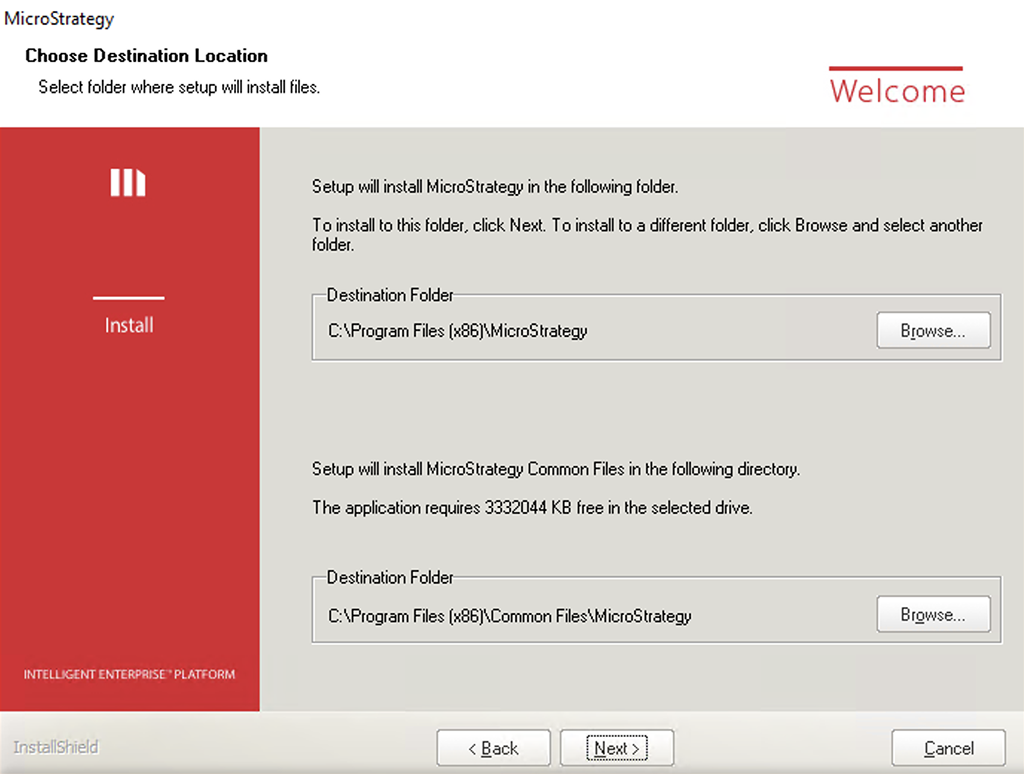 MicroStrategy
Choose Destination Location
Select folder where setup will install files.
Welcome
Install
Setup will install MicroStrategy in the following folder.
To install to this folder, click Next. To install to a different folder, click Browse and select another
folder.
Destination Folder
C:\Program Files (x86)\MicroStrategy
Browse...
Setup will install MicroStrategy Common Files in the following directory.
The application requires 3332044 KB free in the selected drive.
Destination Folder
C:\Program Files (x86)\Common Files\MicroStrategy
Browse...
INTELLIGENT ENTERPRISE™ PLATFORM
InstallShield
< Back
Next >
Cancel